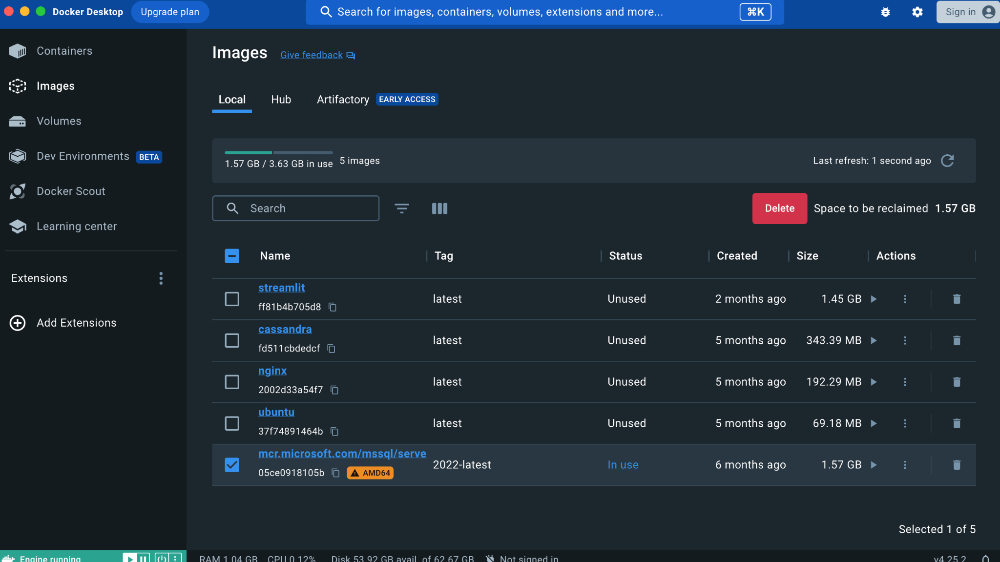 Docker Desktop Upgrade plan Search for images, containers, volumes, extensions and more... ⌘K Sign in
Containers
Images
Volumes
Dev Environments BETA
Docker Scout
Learning center
Extensions
Add Extensions
Images Give feedback
Local Hub Artifactory EARLY ACCESS
1.57 GB / 3.63 GB in use 5 images Last refresh: 1 second ago
Search Delete Space to be reclaimed 1.57 GB
Name Tag Status Created Size Actions
streamlit
ff81b4b705d8 latest Unused 2 months ago 1.45 GB
cassandra
fd511cbdedcf latest Unused 5 months ago 343.39 MB
nginx
2002d33a54f7 latest Unused 5 months ago 192.29 MB
ubuntu
37f74891464b latest Unused 5 months ago 69.18 MB
mcr.microsoft.com/mssql/serve
05ce0918105b AMD64 2022-latest In use 6 months ago 1.57 GB
Selected 1 of 5
Engine running RAM 1.04 GB CPU 0.12% Disk 53.92 GB avail. of 62.67 GB Not signed in v4.25.2